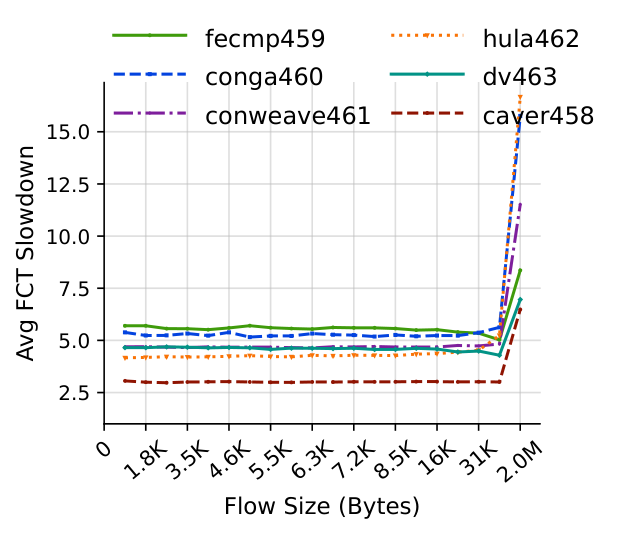 fecmp459 hula462
conga460 dv463
conweave461 caver458
15.0
12.5
10.0
7.5
5.0
2.5
Avg FCT Slowdown
0 1.8K 3.5K 4.6K 5.5K 6.3K 7.2K 8.5K 16K 31K 2.0M
Flow Size (Bytes)